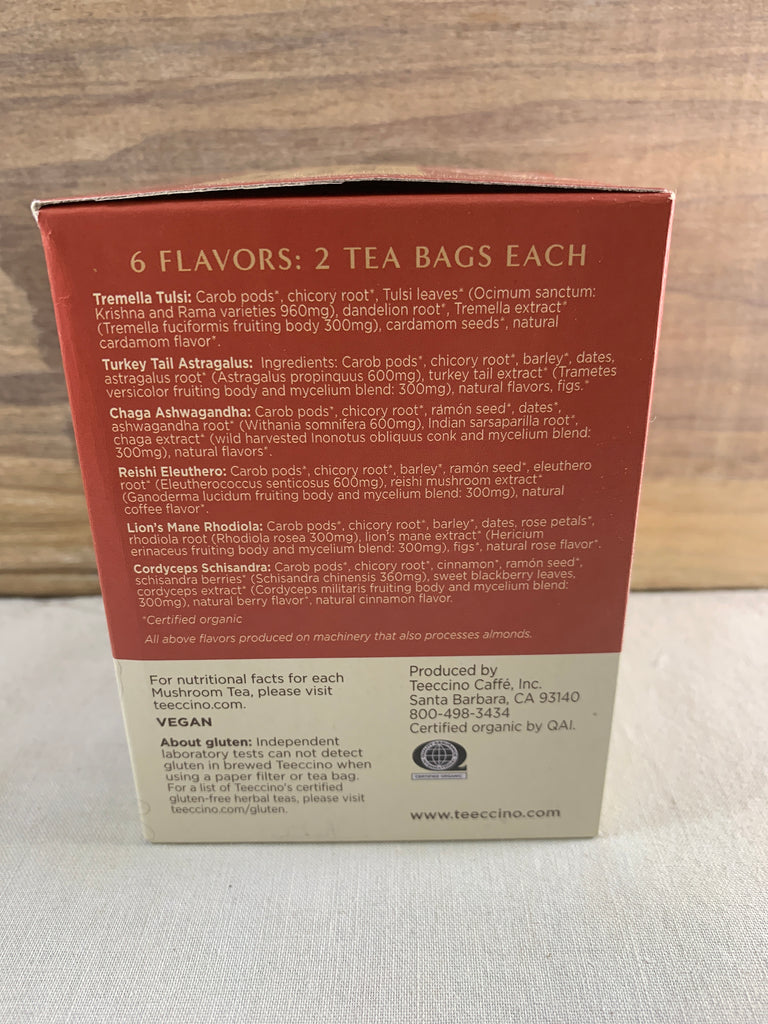 6 FLAVORS: 2 TEA BAGS EACH
Tremella Tulsi: Carob pods*, chicory root*, Tulsi leaves* (Ocimum sanctum:
Krishna and Rama varieties 960mg), dandelion root*, Tremella extract*
(Tremella fuciformis fruiting body 300mg), cardamom seeds*, natural
cardamom flavor*.
Turkey Tail Astragalus: Ingredients: Carob pods*, chicory root*, barley*, dates,
astragalus root* (Astragalus propinquus 600mg), turkey tail extract* (Trametes
versicolor fruiting body and mycelium blend: 300mg), natural flavors, figs.*
Chaga Ashwagandha: Carob pods*, chicory root*, ramón seed*, dates*,
ashwagandha root* (Withania somnifera 600mg), Indian sarsaparilla root*,
chaga extract* (wild harvested Inonotus obliquus conk and mycelium blend:
300mg), natural flavors*.
Reishi Eleuthero: Carob pods*, chicory root*, barley*, ramón seed*, eleuthero
root* (Eleutherococcus senticosus 600mg), reishi mushroom extract*
(Ganoderma lucidum fruiting body and mycelium blend: 300mg), natural
coffee flavor*.
Lion's Mane Rhodiola: Carob pods*, chicory root*, barley*, dates, rose petals*,
rhodiola root (Rhodiola rosea 300mg), lion's mane extract* (Hericium
erinaceus fruiting body and mycelium blend: 300mg), figs*, natural rose flavor*.
Cordyceps Schisandra: Carob pods*, chicory root*, cinnamon*, ramón seed*,
schisandra berries* (Schisandra chinensis 360mg), sweet blackberry leaves,
cordyceps extract* (Cordyceps militaris fruiting body and mycelium blend:
300mg), natural berry flavor*, natural cinnamon flavor.
*Certified organic
All above flavors produced on machinery that also processes almonds.
For nutritional facts for each
Mushroom Tea, please visit
teeccino.com.
VEGAN
About gluten: Independent
laboratory tests can not detect
gluten in brewed Teeccino when
using a paper filter or tea bag.
For a list of Teeccino's certified
gluten-free herbal teas, please visit
teeccino.com/gluten.
Produced by
Teeccino Caffé, Inc.
Santa Barbara, CA 93140
800-498-3434
Certified organic by QAI.
Q
CERTIFIED ORGANIC
www.teeccino.com